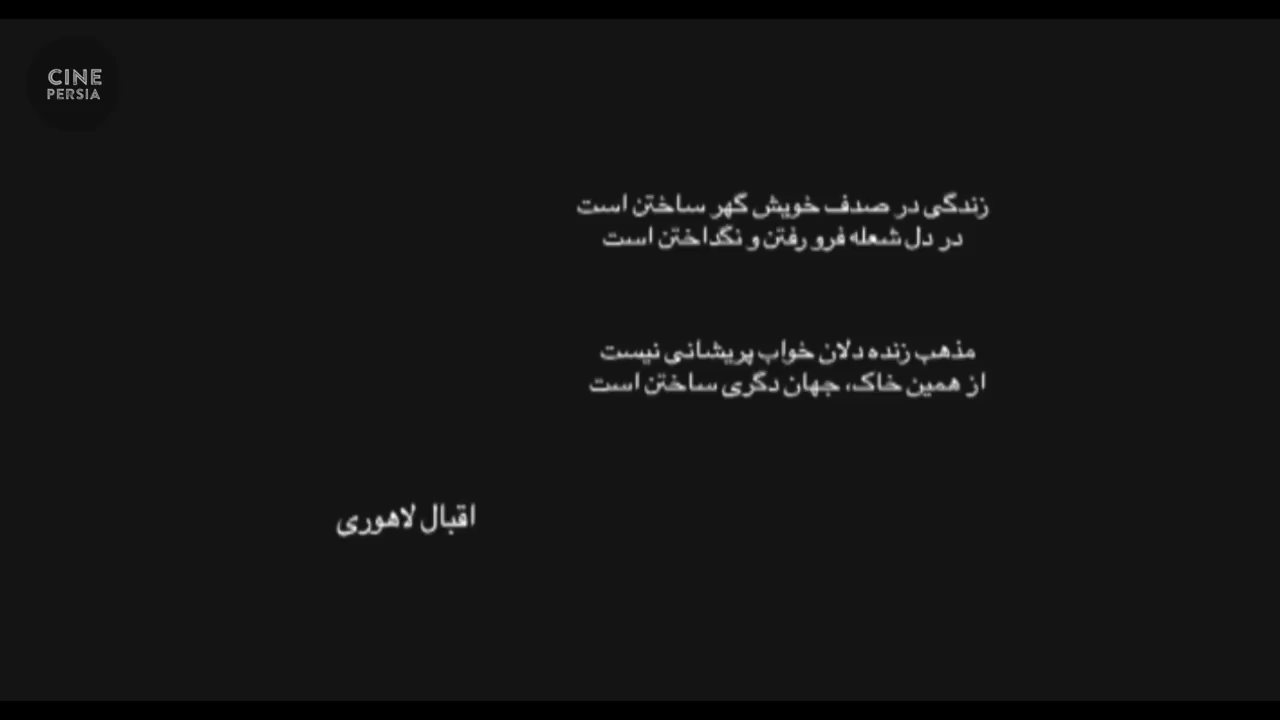 CINE
PERSIA
زندگی در صدف خویش گهر ساختن است
در دل شعله فرو رفتن و نگداختن است
مذهب زنده دلان خواب پریشانی نیست
از همین خاک، جهان دگری ساختن است
اقبال لاهوری